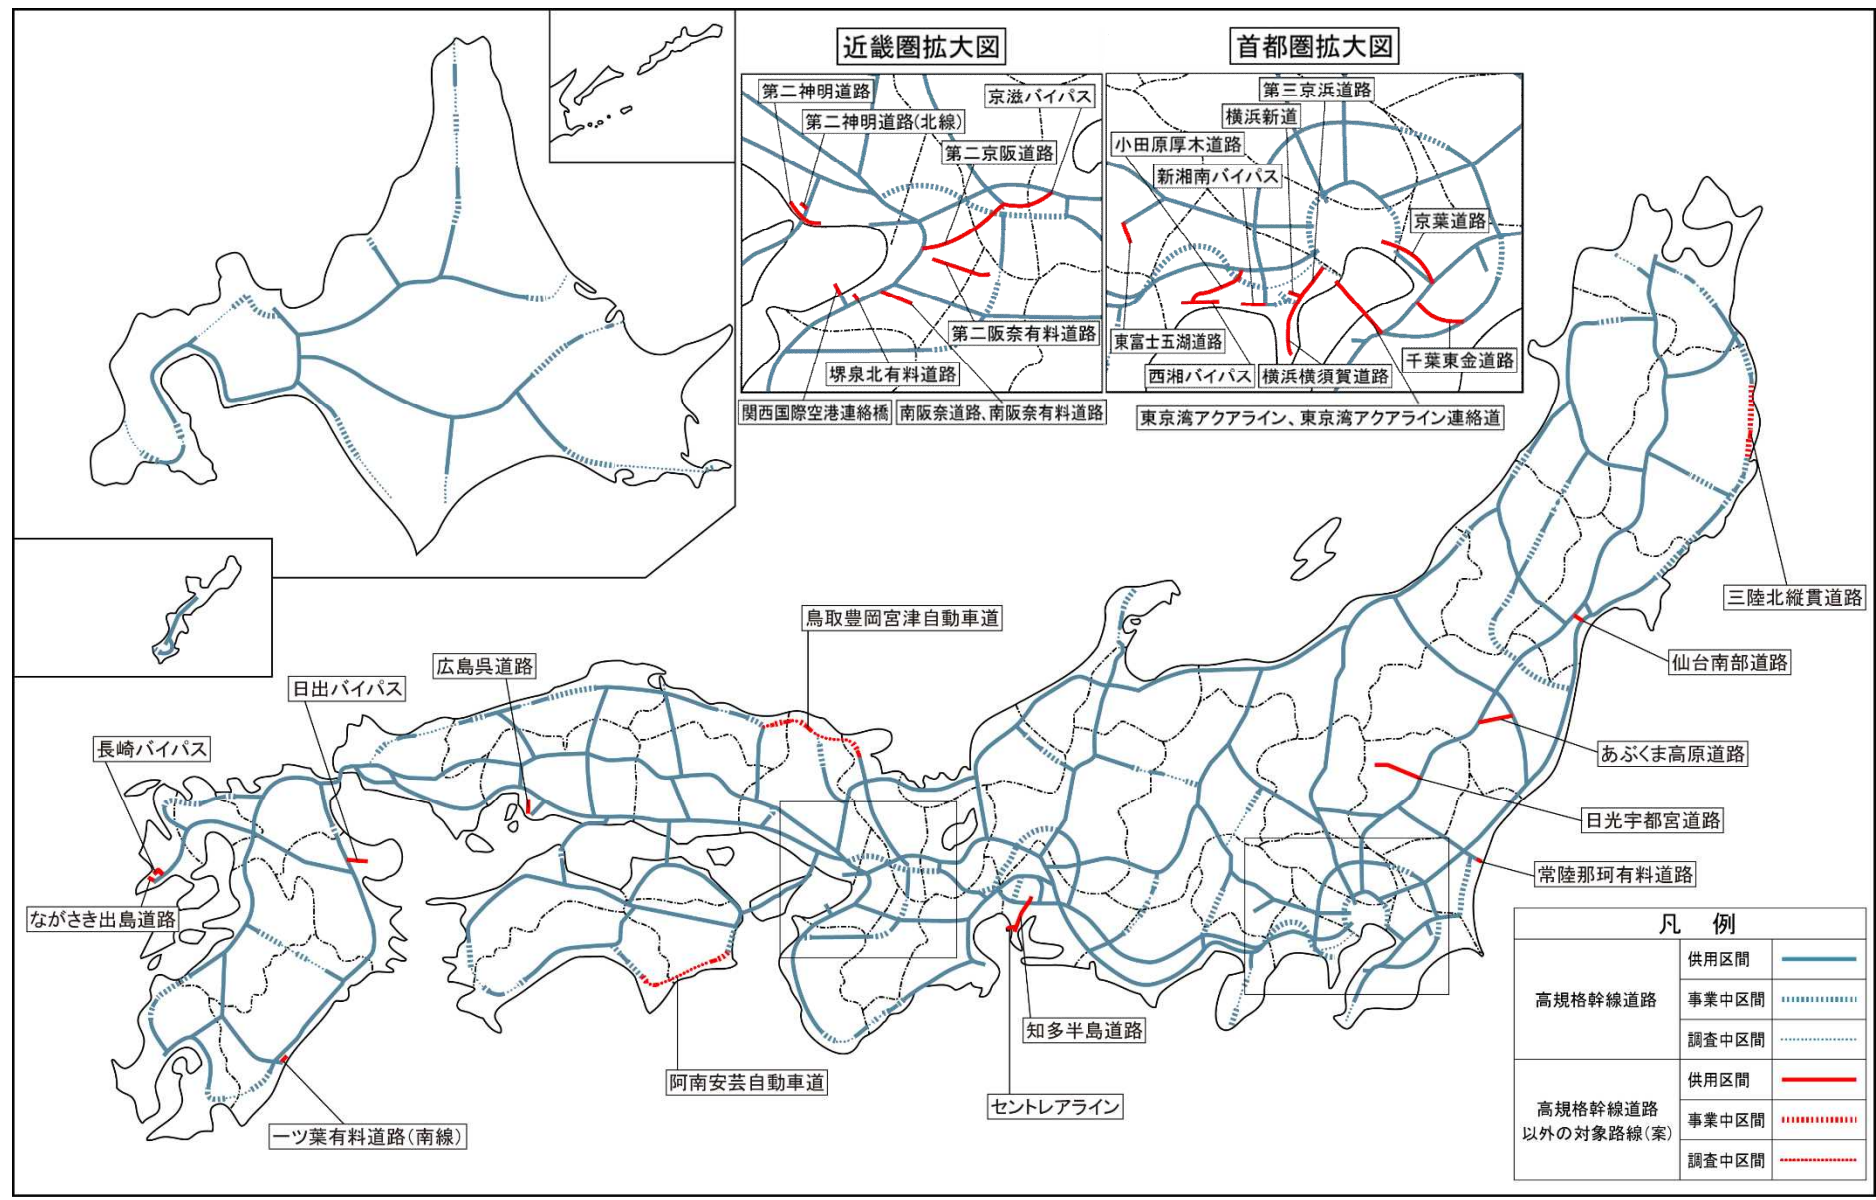 近畿圏拡大図
首都圏拡大図
第二神明道路
京滋バイパス
第二神明道路(北線)
第二京阪道路
第二阪奈有料道路
堺泉北有料道路
関西国際空港連絡橋
南阪奈道路、南阪奈有料道路
第三京浜道路
横浜新道
小田原厚木道路
新湘南バイパス
京葉道路
東富士五湖道路
千葉東金道路
西湘バイパス
横浜横須賀道路
東京湾アクアライン、東京湾アクアライン連絡道
三陸北縦貫道路
仙台南部道路
鳥取豊岡宮津自動車道
広島呉道路
日出バイパス
長崎バイパス
あぶくま高原道路
日光宇都宮道路
常陸那珂有料道路
ながさき出島道路
知多半島道路
阿南安芸自動車道
セントレアライン
一ツ葉有料道路(南線)
凡 例
高規格幹線道路
供用区間
事業中区間
調査中区間
高規格幹線道路
以外の対象路線(案)
供用区間
事業中区間
調査中区間